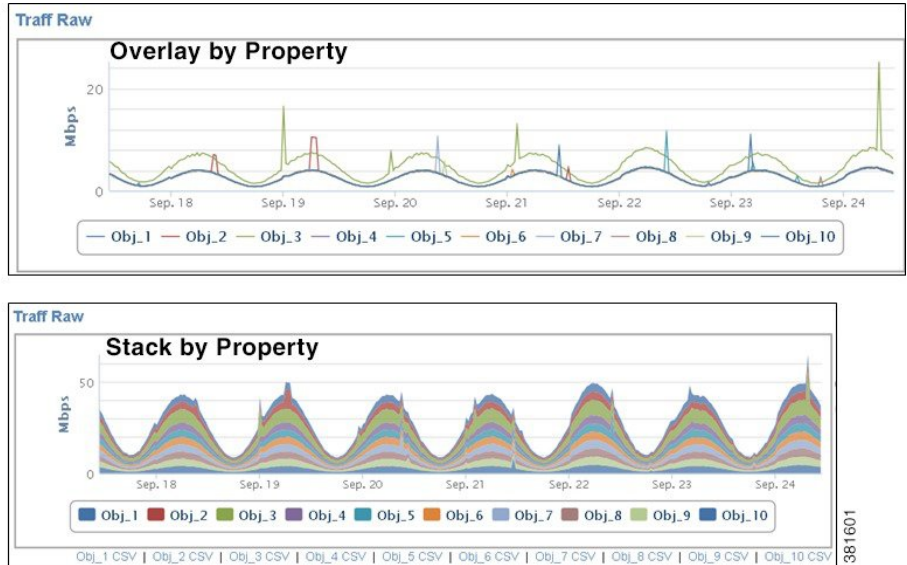 Traff Raw
Overlay by Property
20
Mbps
0
Sep. 18 Sep. 19 Sep. 20 Sep. 21 Sep. 22 Sep. 23 Sep. 24
Obj_1 Obj_2 Obj_3 Obj_4 Obj_5 Obj_6 Obj_7 Obj_8 Obj_9 Obj_10
Traff Raw
Stack by Property
50
Mbps
0
Sep. 18 Sep. 19 Sep. 20 Sep. 21 Sep. 22 Sep. 23 Sep. 24
Obj_1 Obj_2 Obj_3 Obj_4 Obj_5 Obj_6 Obj_7 Obj_8 Obj_9 Obj_10
Obj_1 CSV | Obj_2 CSV | Obj_3 CSV | Obj_4 CSV | Obj_5 CSV | Obj_6 CSV | Obj_7 CSV | Obj_8 CSV | Obj_9 CSV | Obj_10 CSV
381601